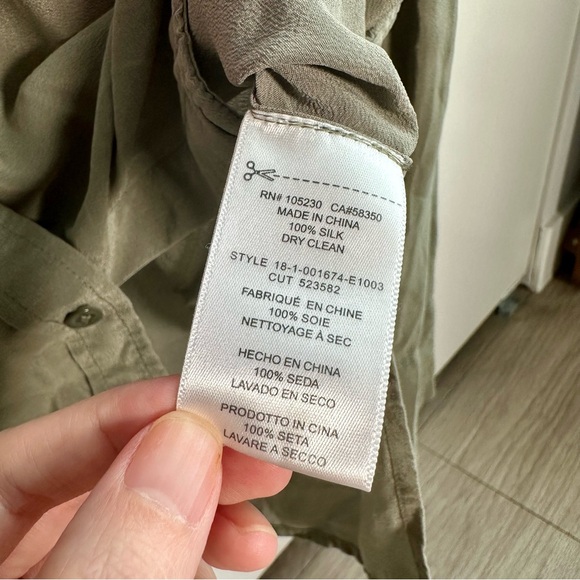 RN# 105230 CA#58350
MADE IN CHINA
100% SILK
DRY CLEAN
STYLE 18-1-001674-E1003
CUT 523582
FABRIQUÉ EN CHINE
100% SOIE
NETTOYAGE À SEC
HECHO EN CHINA
100% SEDA
LAVADO EN SECO
PRODOTTO IN CINA
100% SETA
LAVARE A SECCO